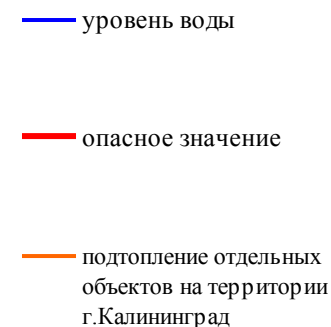 уровень воды
опасное значение
подтопление отдельных
объектов на территории
г.Калининград